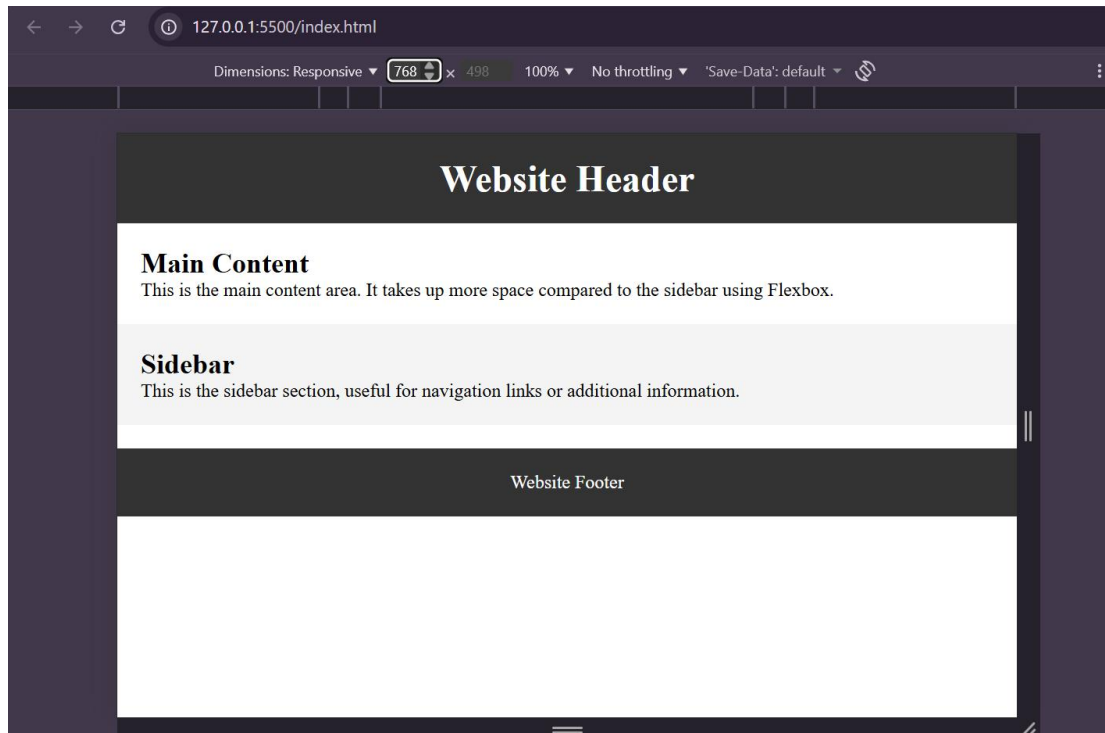 127.0.0.1:5500/index.html
Dimensions: Responsive ▼ 768 × 498 100% ▼ No throttling ▼ 'Save-Data': default ▼
Website Header
Main Content
This is the main content area. It takes up more space compared to the sidebar using Flexbox.
Sidebar
This is the sidebar section, useful for navigation links or additional information.
Website Footer